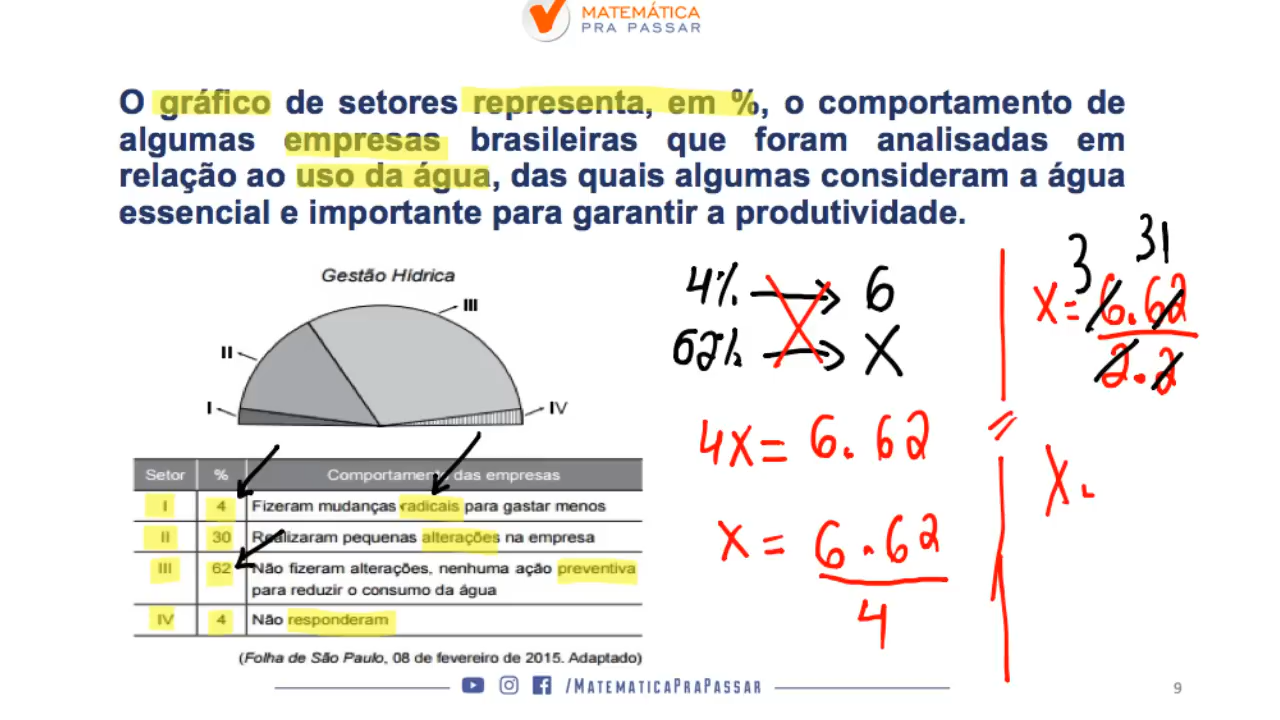 MATEMÁTICA
PRA PASSAR
O gráfico de setores representa, em %, o comportamento de
algumas empresas brasileiras que foram analisadas em
relação ao uso da água, das quais algumas consideram a água
essencial e importante para garantir a produtividade.
Gestão Hídrica
III
II
I
IV
Setor % Comportamento das empresas
I 4 Fizeram mudanças radicais para gastar menos
II 30 Realizaram pequenas alterações na empresa
III 62 Não fizeram alterações, nenhuma ação preventiva
para reduzir o consumo da água
IV 4 Não responderam
(Folha de São Paulo, 08 de fevereiro de 2015. Adaptado)
4% → 6
62% → X
4X = 6.62
X = 6.62
4
3 31
X = 6.62
2.2
X
/MATEMATICAPRAPASSAR
9